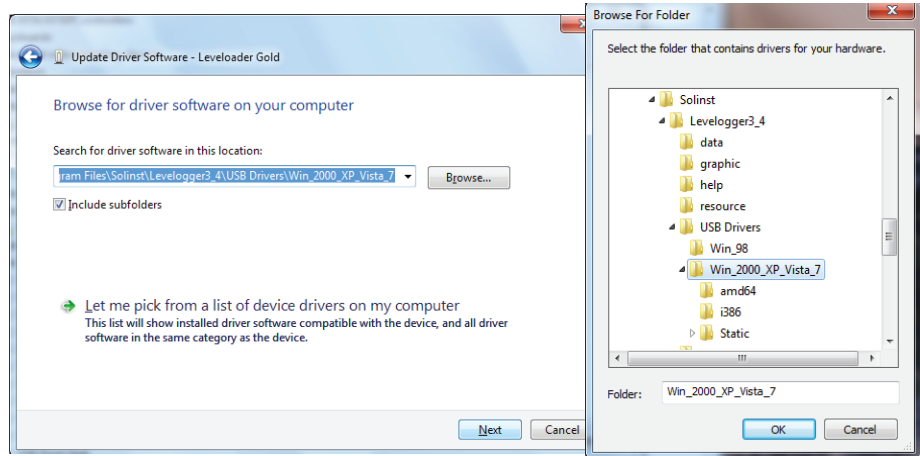 Update Driver Software - Leveloader Gold
Browse for driver software on your computer
Search for driver software in this location:
gram Files\Solinst\Levelogger3_4\USB Drivers\Win_2000_XP_Vista_7
Browse...
Include subfolders
Let me pick from a list of device drivers on my computer
This list will show installed driver software compatible with the device, and all driver
software in the same category as the device.
Next
Cancel
Browse For Folder
Select the folder that contains drivers for your hardware.
Solinst
Levelogger3_4
data
graphic
help
resource
USB Drivers
Win_98
Win_2000_XP_Vista_7
amd64
i386
Static
Folder:
Win_2000_XP_Vista_7
OK
Cancel